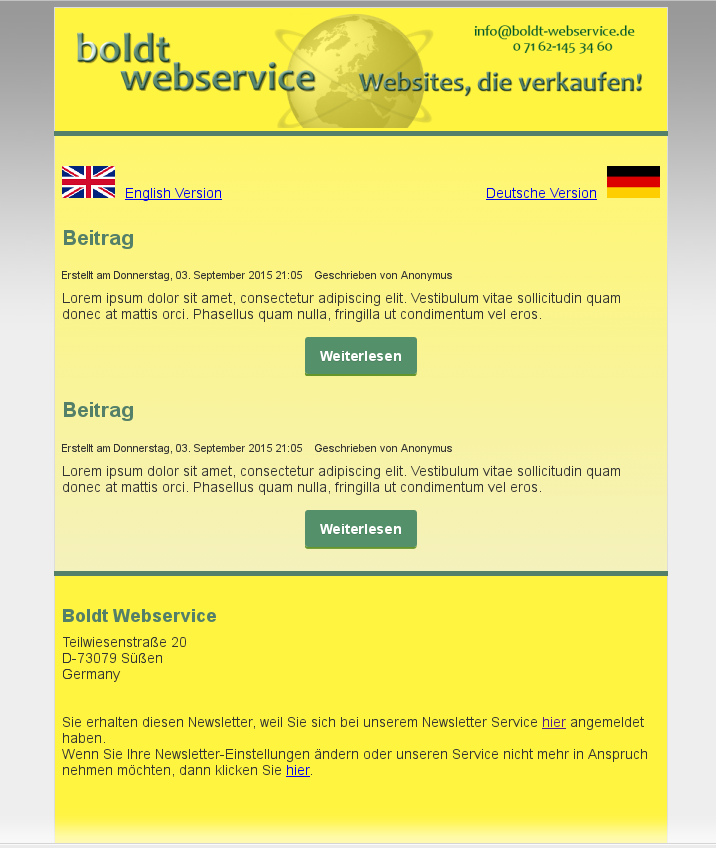 boldt
webservice
info@boldt-webservice.de
0 71 62-145 34 60
Websites, die verkaufen!
English Version
Deutsche Version
Beitrag
Erstellt am Donnerstag, 03. September 2015 21:05 Geschrieben von Anonymus
Lorem ipsum dolor sit amet, consectetur adipiscing elit. Vestibulum vitae sollicitudin quam
donec at mattis orci. Phasellus quam nulla, fringilla ut condimentum vel eros.
Weiterlesen
Beitrag
Erstellt am Donnerstag, 03. September 2015 21:05 Geschrieben von Anonymus
Lorem ipsum dolor sit amet, consectetur adipiscing elit. Vestibulum vitae sollicitudin quam
donec at mattis orci. Phasellus quam nulla, fringilla ut condimentum vel eros.
Weiterlesen
Boldt Webservice
Teilwiesenstraße 20
D-73079 Süßen
Germany
Sie erhalten diesen Newsletter, weil Sie sich bei unserem Newsletter Service hier angemeldet
haben.
Wenn Sie Ihre Newsletter-Einstellungen ändern oder unseren Service nicht mehr in Anspruch
nehmen möchten, dann klicken Sie hier.